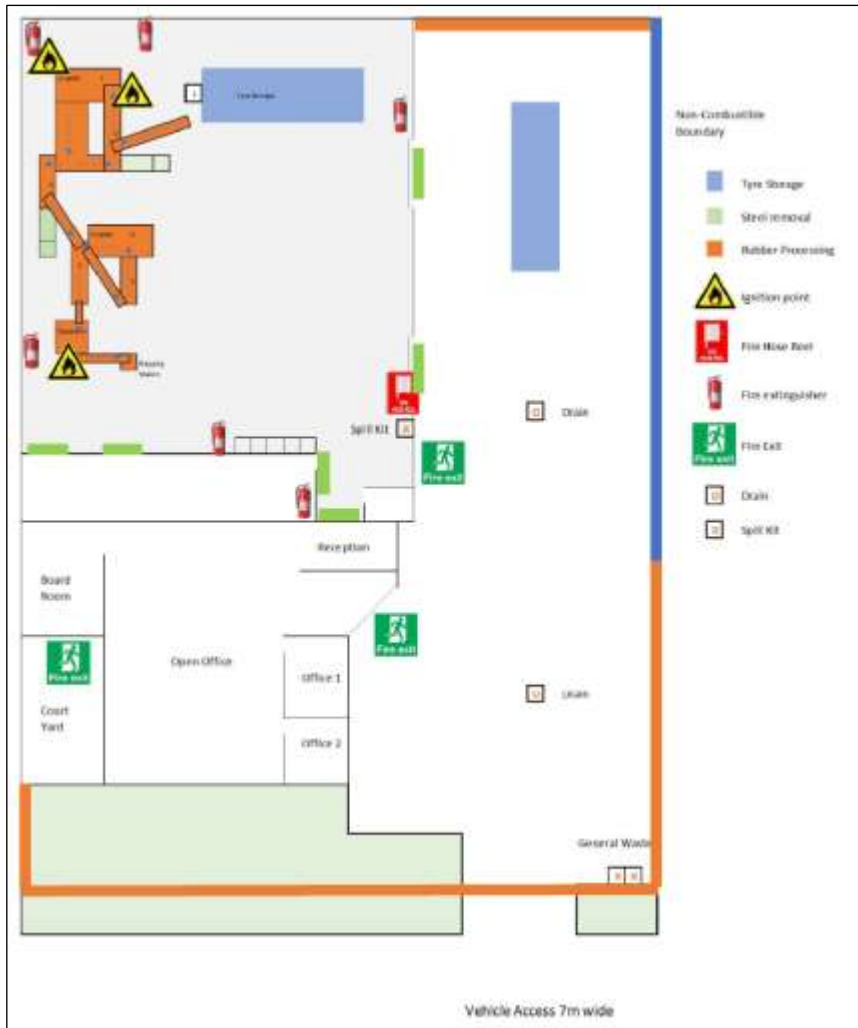 Tyre Storage
Non-Combustible
Boundary
Tyre Storage
Steel removal
Rubber Processing
Ignition point
Fire Hose Reel
Fire extinguisher
Fire Exit
Drain
Spill Kit
Spill Kit
Drain
Fire exit
Fire exit
Fire exit
Fire exit
Reception
Board
Room
Open Office
Office 1
Court
Yard
Office 2
Drain
General Waste
Vehicle Access 7m wide